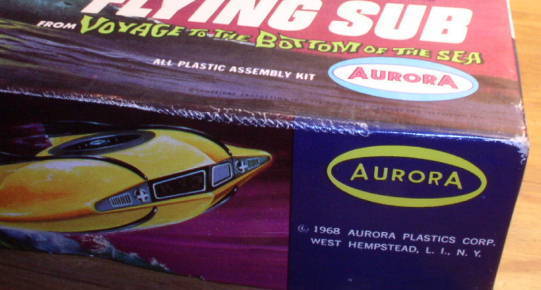 FLYING SUB
FROM VOYAGE TO THE BOTTOM OF THE SEA
ALL PLASTIC ASSEMBLY KIT
AURORA
AURORA
© 1968 AURORA PLASTICS CORP.
WEST HEMPSTEAD, L. I., N. Y.